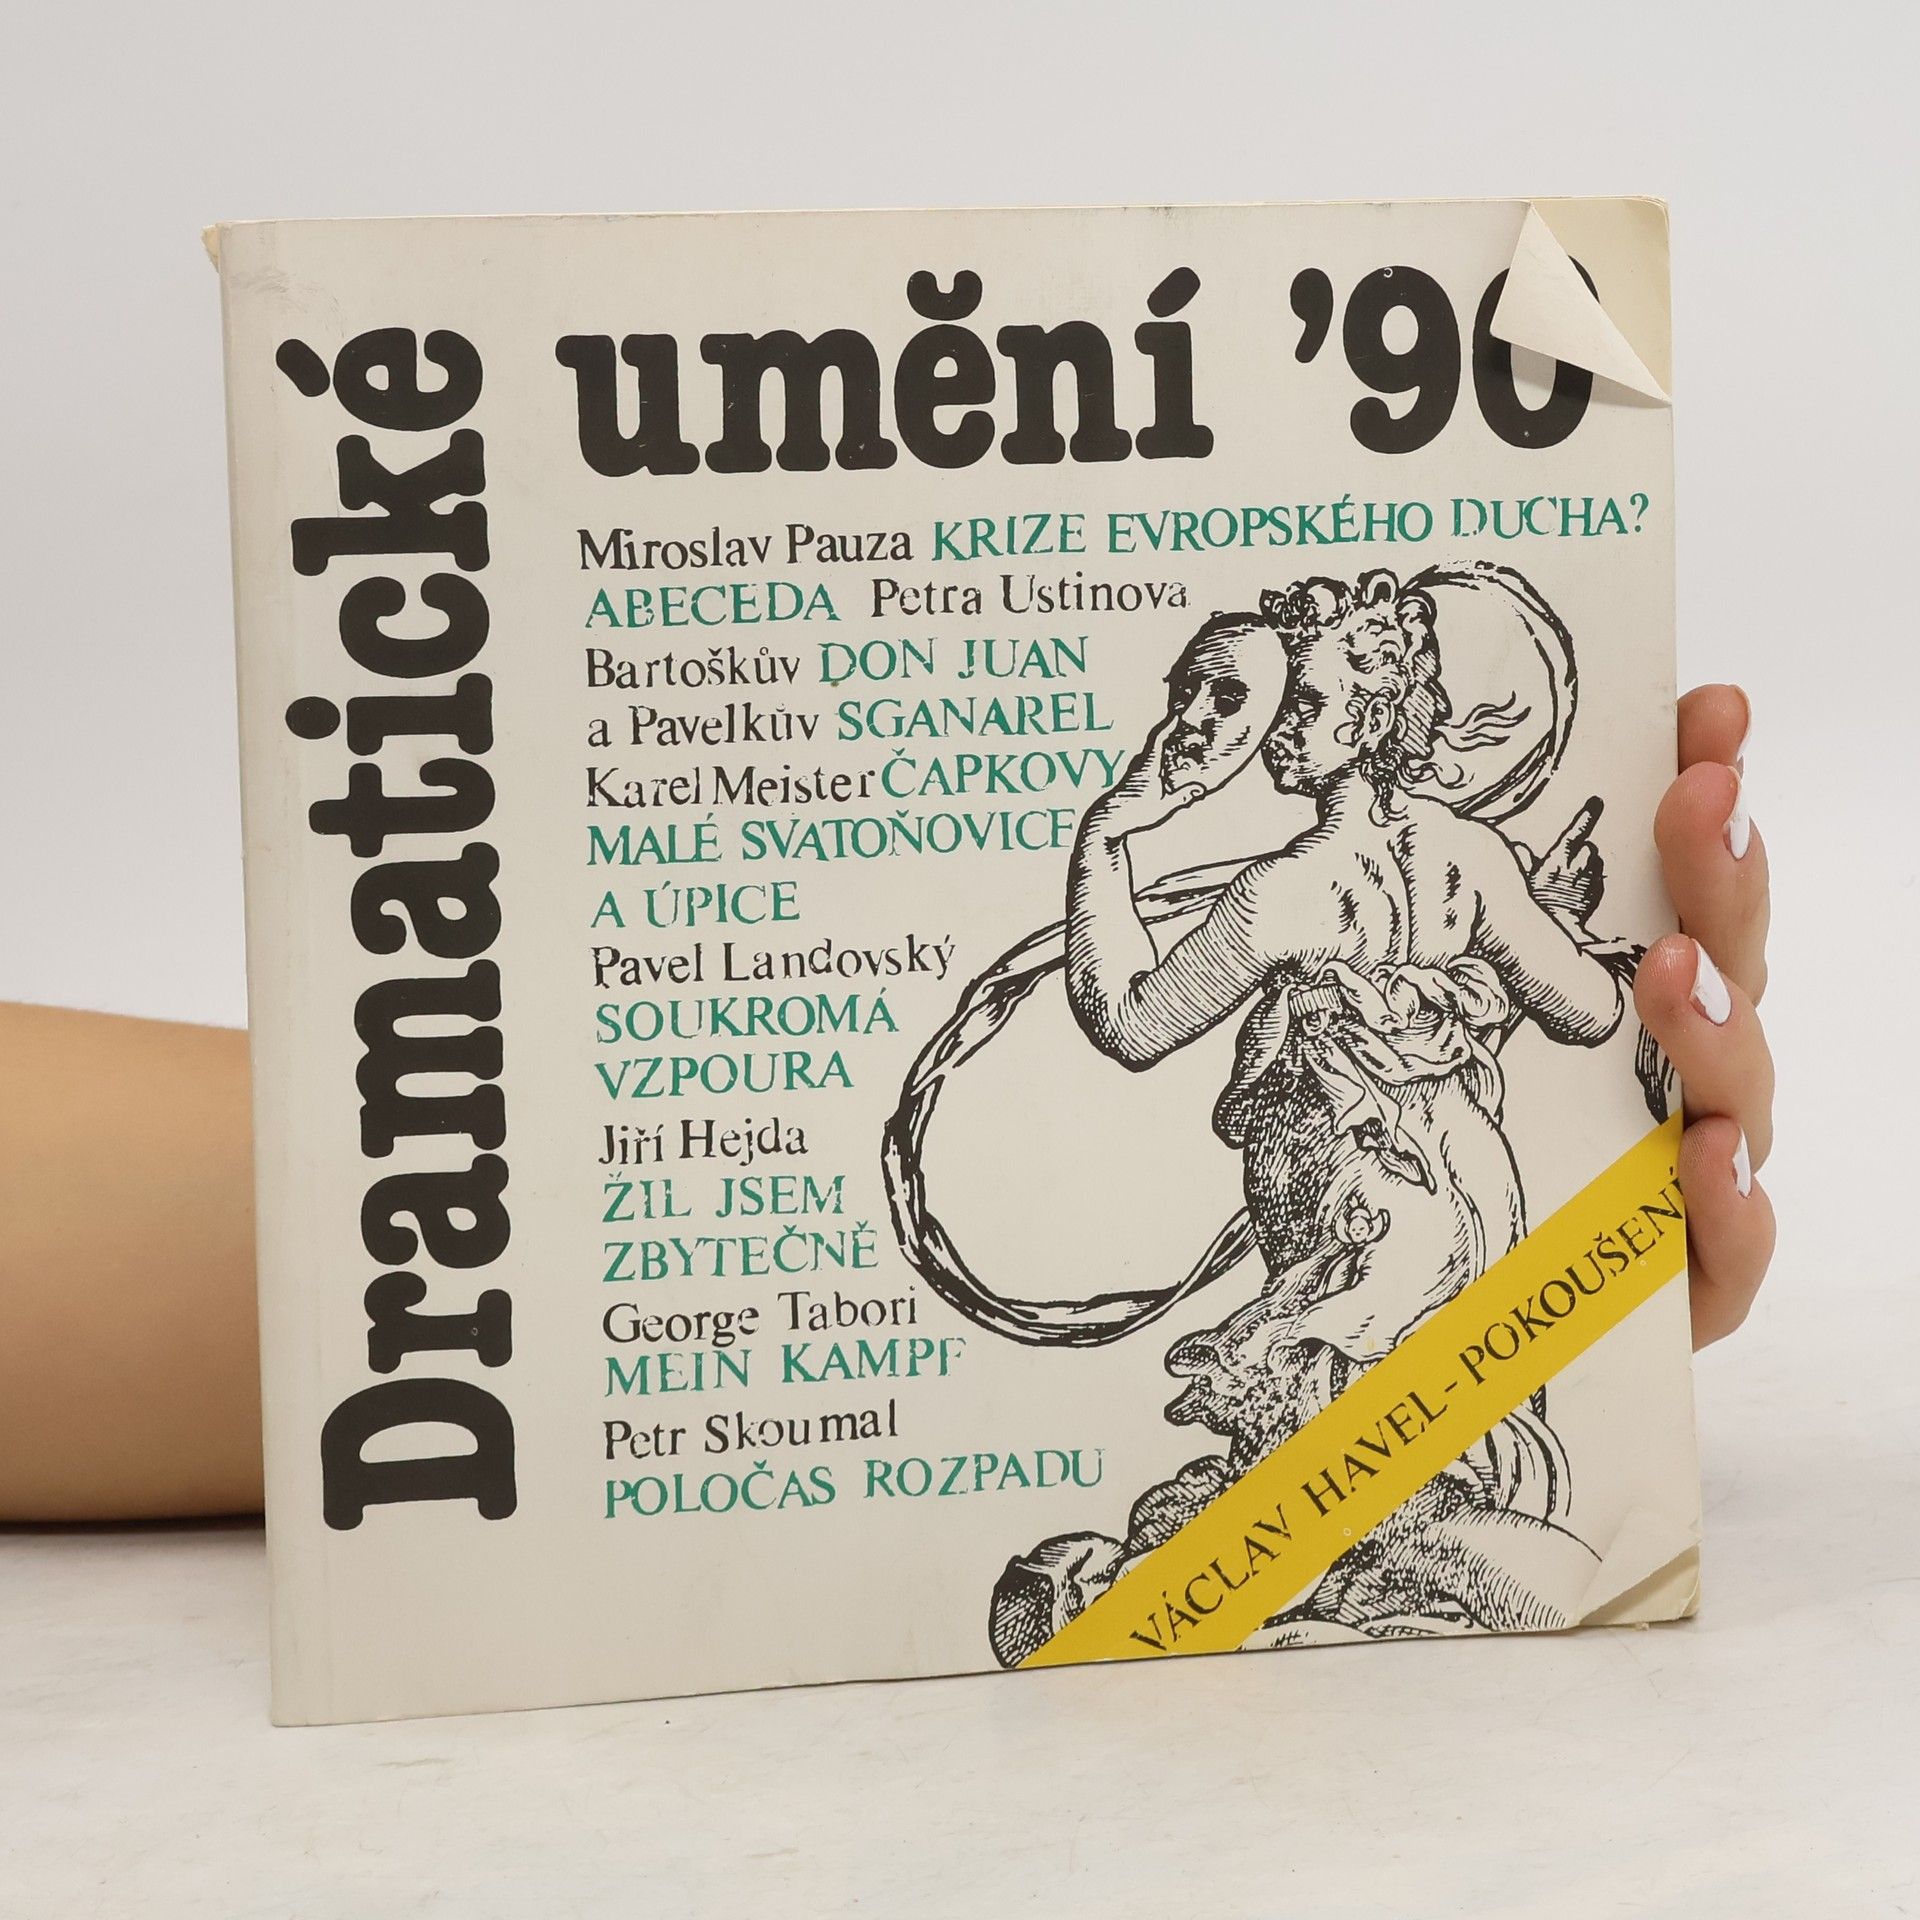 Dramatické
umění '90
Miroslav Pauza KRIZE EVROPSKÉHO DUCHA?
ABECEDA Petra Ustinova
Bartoškův DON JUAN
a Pavelkův SGANAREL
Karel Meister ČAPKOVY
MALÉ SVATOŇOVICE
A ÚPICE
Pavel Landovský
SOUKROMÁ
VZPOURA
Jiří Hejda
ŽIL JSEM
ZBYTEČNĚ
George Tabori
MEIN KAMPF
Petr Skoumal
POLOČAS ROZPADU
VÁCLAV HAVEL - POKOUŠENÍ